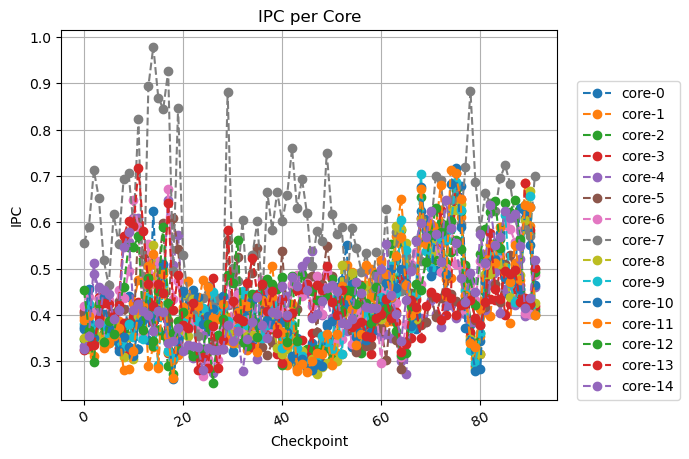 IPC per Core
1.0
0.9
0.8
0.7
0.6
0.5
0.4
0.3
IPC
0
20
40
60
80
Checkpoint
core-0
core-1
core-2
core-3
core-4
core-5
core-6
core-7
core-8
core-9
core-10
core-11
core-12
core-13
core-14